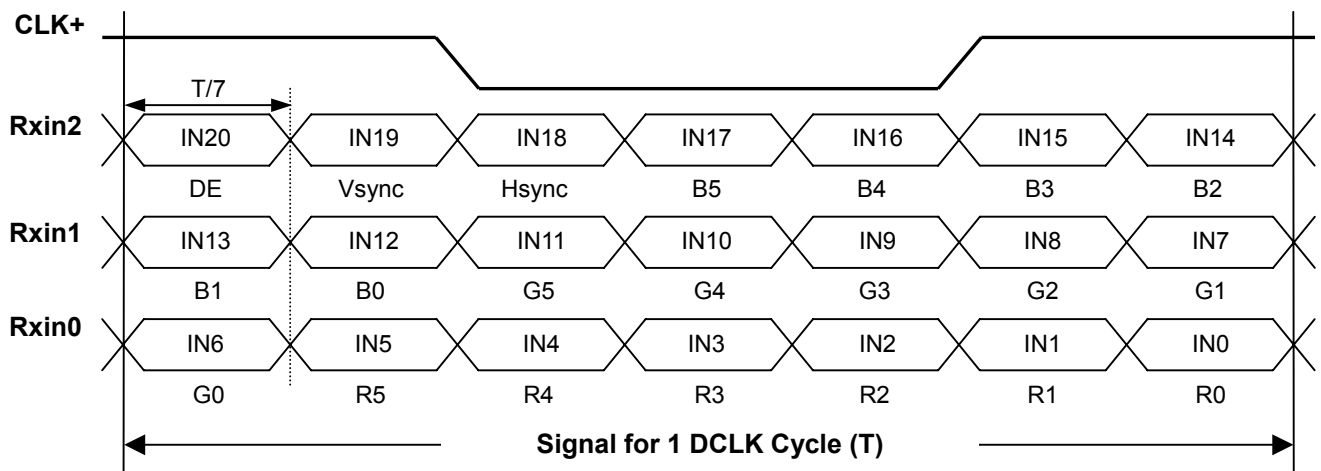 CLK+
T/7
Rxin2 IN20 IN19 IN18 IN17 IN16 IN15 IN14
DE Vsync Hsync B5 B4 B3 B2
Rxin1 IN13 IN12 IN11 IN10 IN9 IN8 IN7
B1 B0 G5 G4 G3 G2 G1
Rxin0 IN6 IN5 IN4 IN3 IN2 IN1 IN0
G0 R5 R4 R3 R2 R1 R0
Signal for 1 DCLK Cycle (T)